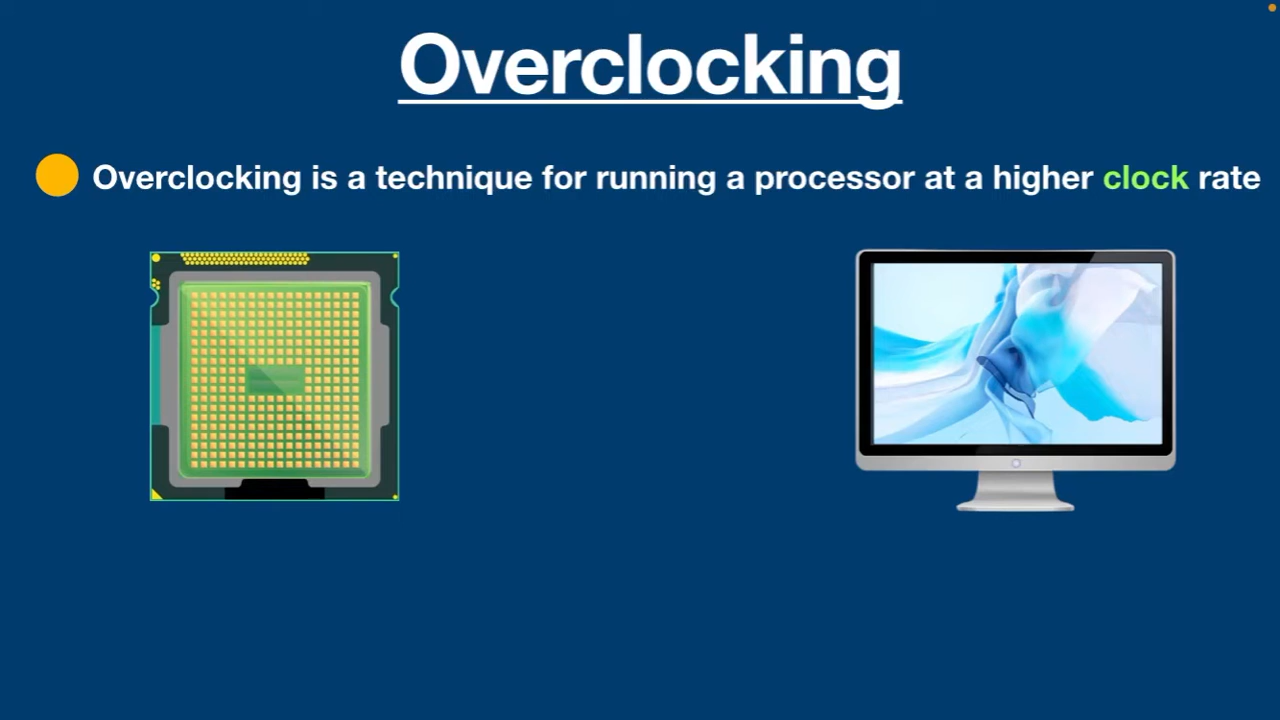 Overclocking
Overclocking is a technique for running a processor at a higher clock rate